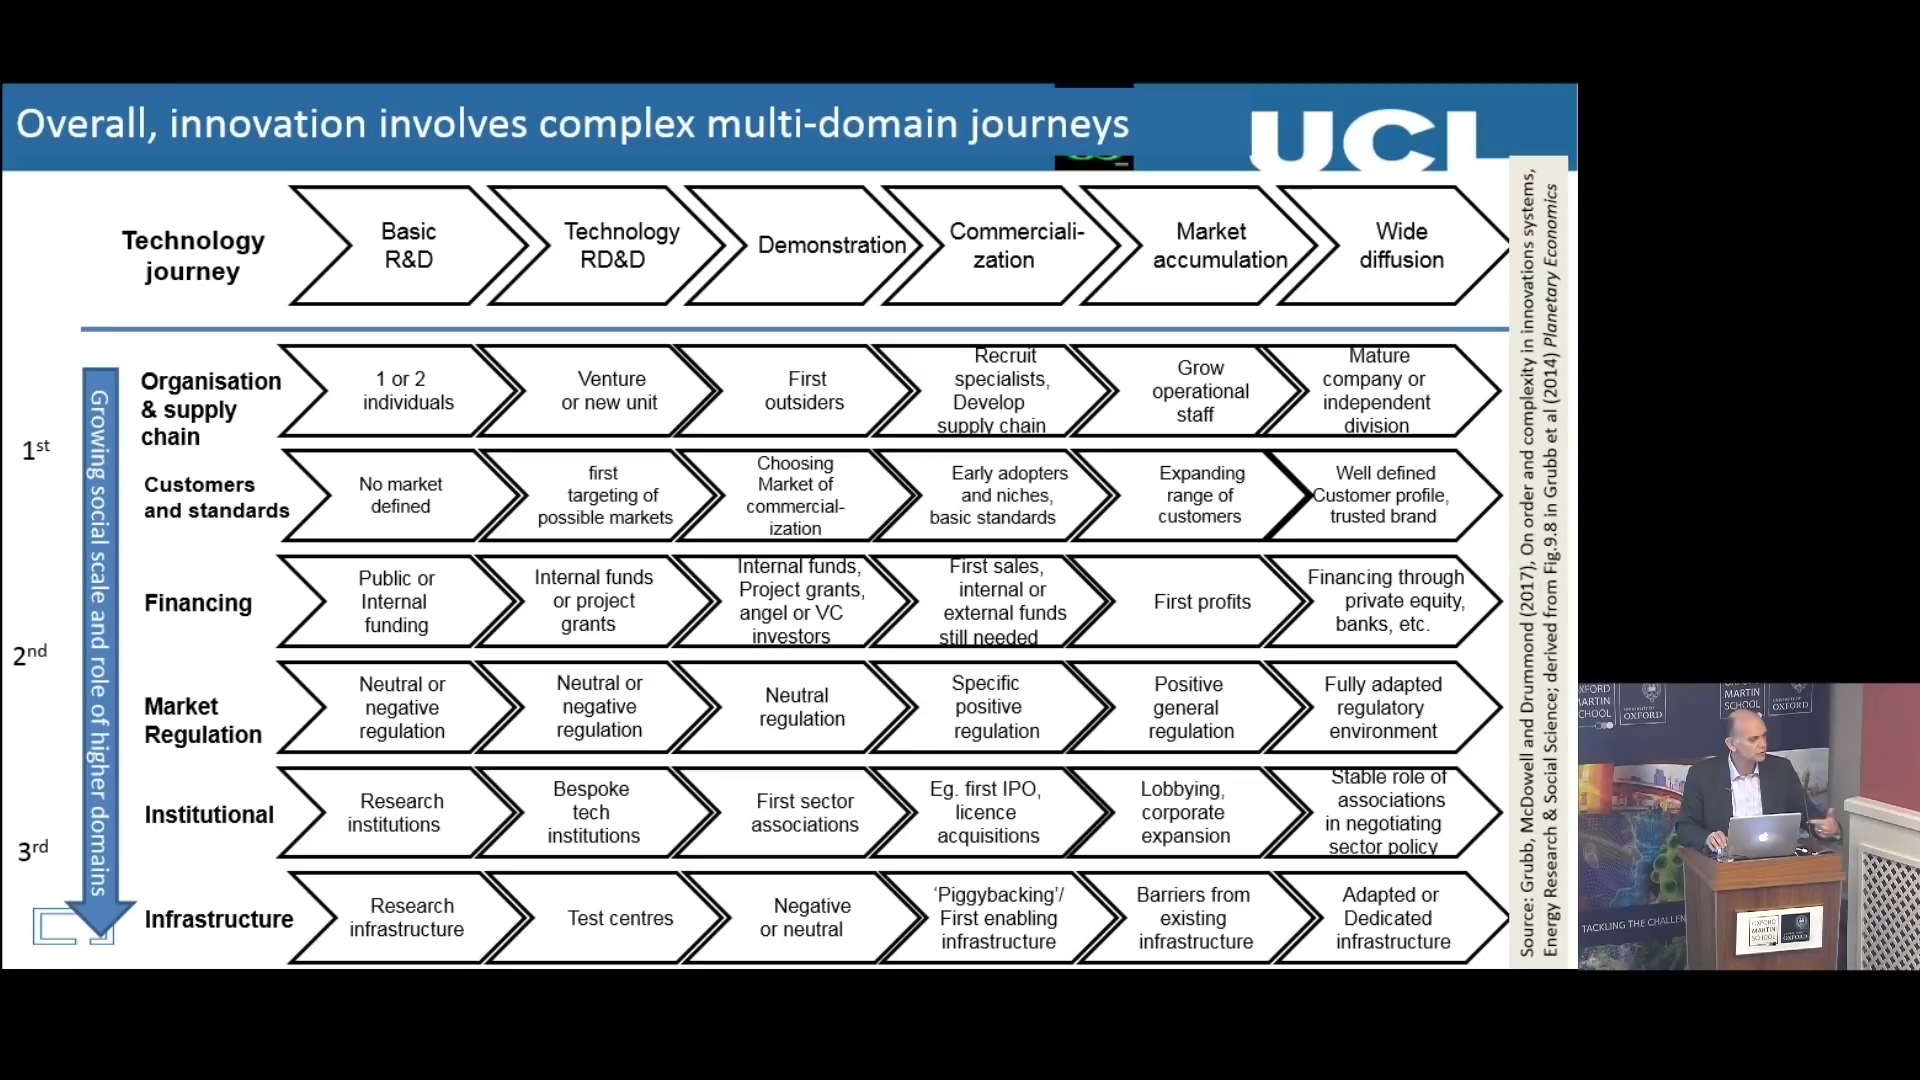 Overall, innovation involves complex multi-domain journeys
UCL
Technology
journey
Basic
R&D
Technology
RD&D
Demonstration
Commerciali-
zation
Market
accumulation
Wide
diffusion
Growing social scale and role of higher domains
1st
2nd
3rd
Organisation
& supply
chain
1 or 2
individuals
Venture
or new unit
First
outsiders
Recruit
specialists,
Develop
supply chain
Grow
operational
staff
Mature
company or
independent
division
Customers
and standards
No market
defined
first
targeting of
possible markets
Choosing
Market of
commercial-
ization
Early adopters
and niches,
basic standards
Expanding
range of
customers
Well defined
Customer profile,
trusted brand
Financing
Public or
Internal
funding
Internal funds
or project
grants
Internal funds,
Project grants,
angel or VC
investors
First sales,
internal or
external funds
still needed
First profits
Financing through
private equity,
banks, etc.
Market
Regulation
Neutral or
negative
regulation
Neutral or
negative
regulation
Neutral
regulation
Specific
positive
regulation
Positive
general
regulation
Fully adapted
regulatory
environment
Institutional
Research
institutions
Bespoke
tech
institutions
First sector
associations
Eg. first IPO,
licence
acquisitions
Lobbying,
corporate
expansion
Stable role of
associations
in negotiating
sector policy
Infrastructure
Research
infrastructure
Test centres
Negative
or neutral
‘Piggybacking’/
First enabling
infrastructure
Barriers from
existing
infrastructure
Adapted or
Dedicated
infrastructure
Source: Grubb, McDowell and Drummond (2017), On order and complexity in innovations systems,
Energy Research & Social Science; derived from Fig.9.8 in Grubb et al (2014) Planetary Economics
OXFORD
MARTIN
SCHOOL
UNIVERSITY OF
OXFORD
MARTIN
SCHOOL
UNIVERSITY OF
OXFORD
TACKLING THE CHALLEN
OXFORD
MARTIN
SCHOOL
OXFORD